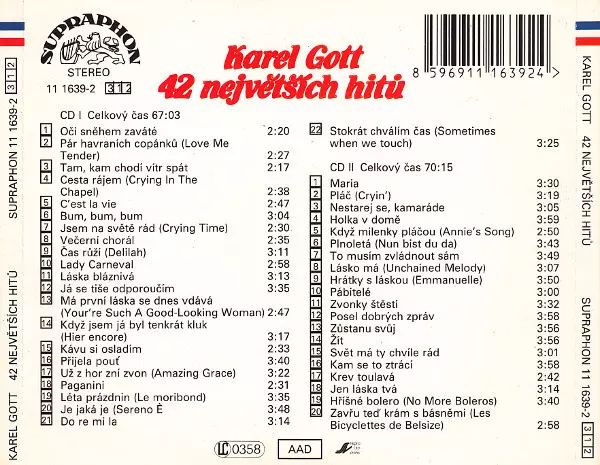 SUPRAPHON
STEREO
11 1639-2 312
Karel Gott
42 největších hitů
8 596911 163924
CD I Celkový čas 67:03
1 Oči sněhem zaváté 2:20
2 Pár havraních copánků (Love Me
Tender) 2:27
3 Tam, kam chodí vítr spát 2:17
4 Cesta rájem (Crying In The
Chapel) 2:38
5 C'est la vie 2:47
6 Bum, bum, bum 3:04
7 Jsem na světě rád (Crying Time) 2:30
8 Večerní chorál 2:35
9 Čas růží (Delilah) 3:11
10 Lady Carneval 2:58
11 Láska bláznivá 3:13
12 Já se tiše odporoučím 3:35
13 Má první láska se dnes vdává
(Your're Such A Good-Looking Woman) 2:47
14 Když jsem já byl tenkrát kluk
(Hier encore) 3:17
15 Kávu si osladím 2:33
16 Přijela pouť 3:40
17 Už z hor zní zvon (Amazing Grace) 3:22
18 Paganini 2:31
19 Léta prázdnin (Le moribond) 3:35
20 Je jaká je (Sereno É 3:48
21 Do re mi la 3:14
22 Stokrát chválím čas (Sometimes
when we touch) 3:25
CD II Celkový čas 70:15
1 Maria 3:30
2 Pláč (Cryin') 3:19
3 Nestarej se, kamaráde 3:05
4 Holka v domě 3:59
5 Když milenky pláčou (Annie's Song) 2:50
6 Plnoletá (Nun bist du da) 3:43
7 To musím zvládnout sám 3:49
8 Lásko má (Unchained Melody) 3:07
9 Hrátky s láskou (Emmanuelle) 3:50
10 Pábitelé 3:00
11 Zvonky štěstí 3:32
12 Posel dobrých zpráv 3:58
13 Zůstanu svůj 3:56
14 Žít 3:56
15 Svět má ty chvíle rád 3:01
16 Kam se to ztrácí 3:58
17 Krev toulavá 2:42
18 Jen láska tvá 3:14
19 Hříšné bolero (No More Boleros) 3:40
20 Zavřu teď krám s básněmi (Les
Bicyclettes de Belsize) 2:58
LC 0358
AAD
KAREL GOTT 42 NEJVĚTŠÍCH HITŮ SUPRAPHON 11 1639-2 312
KAREL GOTT 42 NEJVĚTŠÍCH HITŮ SUPRAPHON 11 1639-2 312